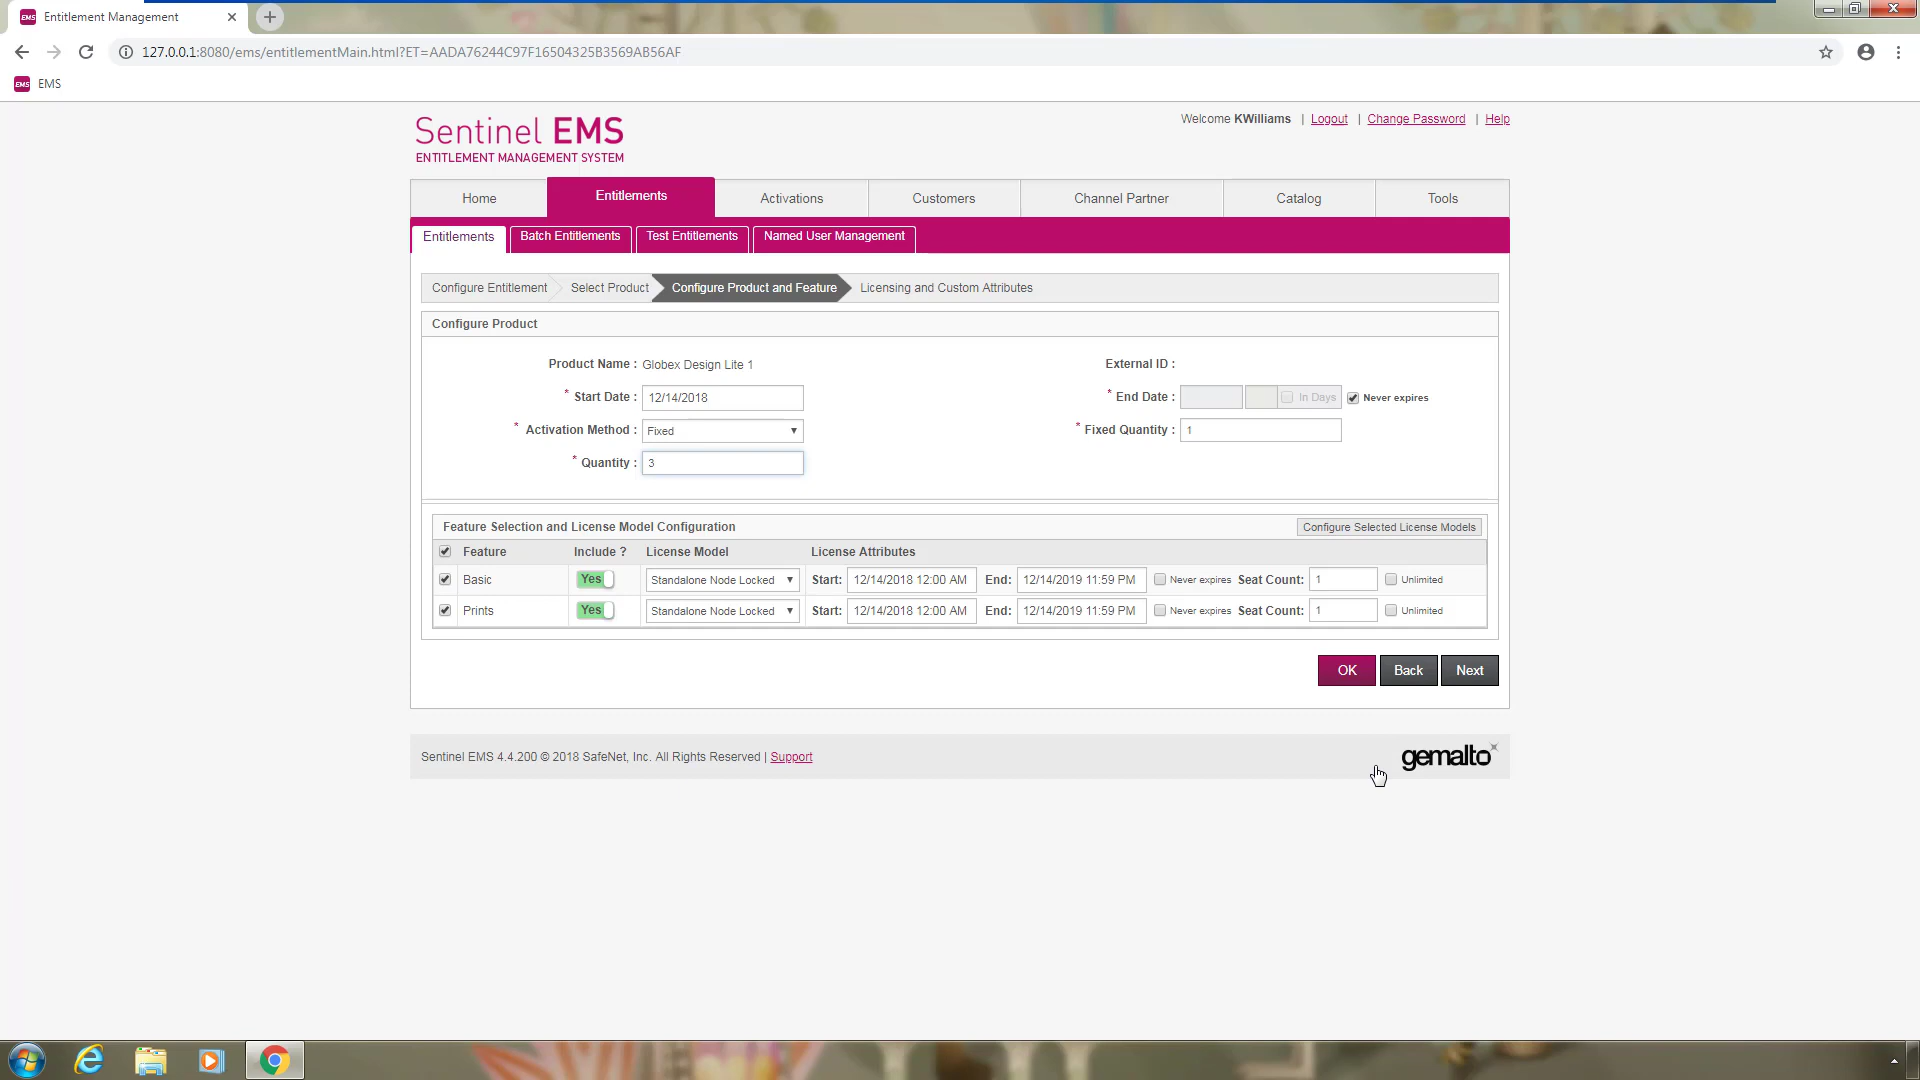 EMS Entitlement Management
127.0.0.1:8080/ems/entitlementMain.html?ET=AADA76244C97F16504325B3569AB56AF
EMS EMS
Sentinel EMS
ENTITLEMENT MANAGEMENT SYSTEM
Welcome KWilliams | Logout | Change Password | Help
Home Entitlements Activations Customers Channel Partner Catalog Tools
Entitlements Batch Entitlements Test Entitlements Named User Management
Configure Entitlement Select Product Configure Product and Feature Licensing and Custom Attributes
Configure Product
Product Name : Globex Design Lite 1 External ID :
* Start Date : 12/14/2018 * End Date : In Days Never expires
* Activation Method : Fixed * Fixed Quantity : 1
* Quantity : 3
Feature Selection and License Model Configuration Configure Selected License Models
Feature Include ? License Model License Attributes
Basic Yes Standalone Node Locked Start: 12/14/2018 12:00 AM End: 12/14/2019 11:59 PM Never expires Seat Count: 1 Unlimited
Prints Yes Standalone Node Locked Start: 12/14/2018 12:00 AM End: 12/14/2019 11:59 PM Never expires Seat Count: 1 Unlimited
OK Back Next
Sentinel EMS 4.4.200 © 2018 SafeNet, Inc. All Rights Reserved | Support gemalto